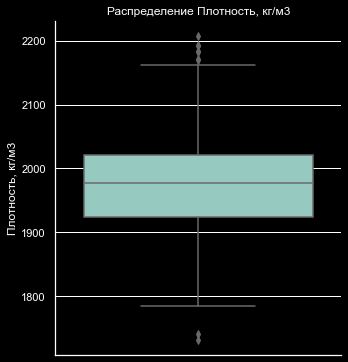 Распределение Плотность, кг/м3
2200
2100
2000
1900
1800
Плотность, кг/м3